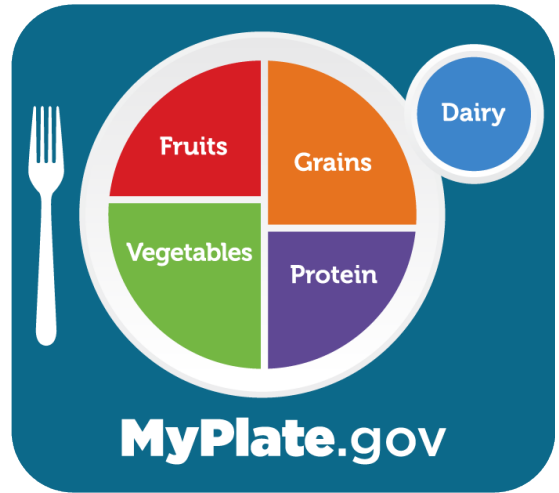 Fruits
Grains
Dairy
Vegetables
Protein
MyPlate.gov